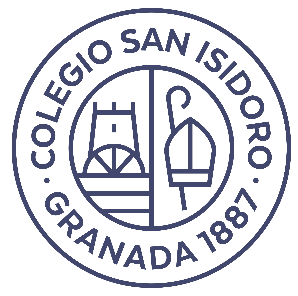 COLEGIO SAN ISIDORO
· GRANADA 1887 ·